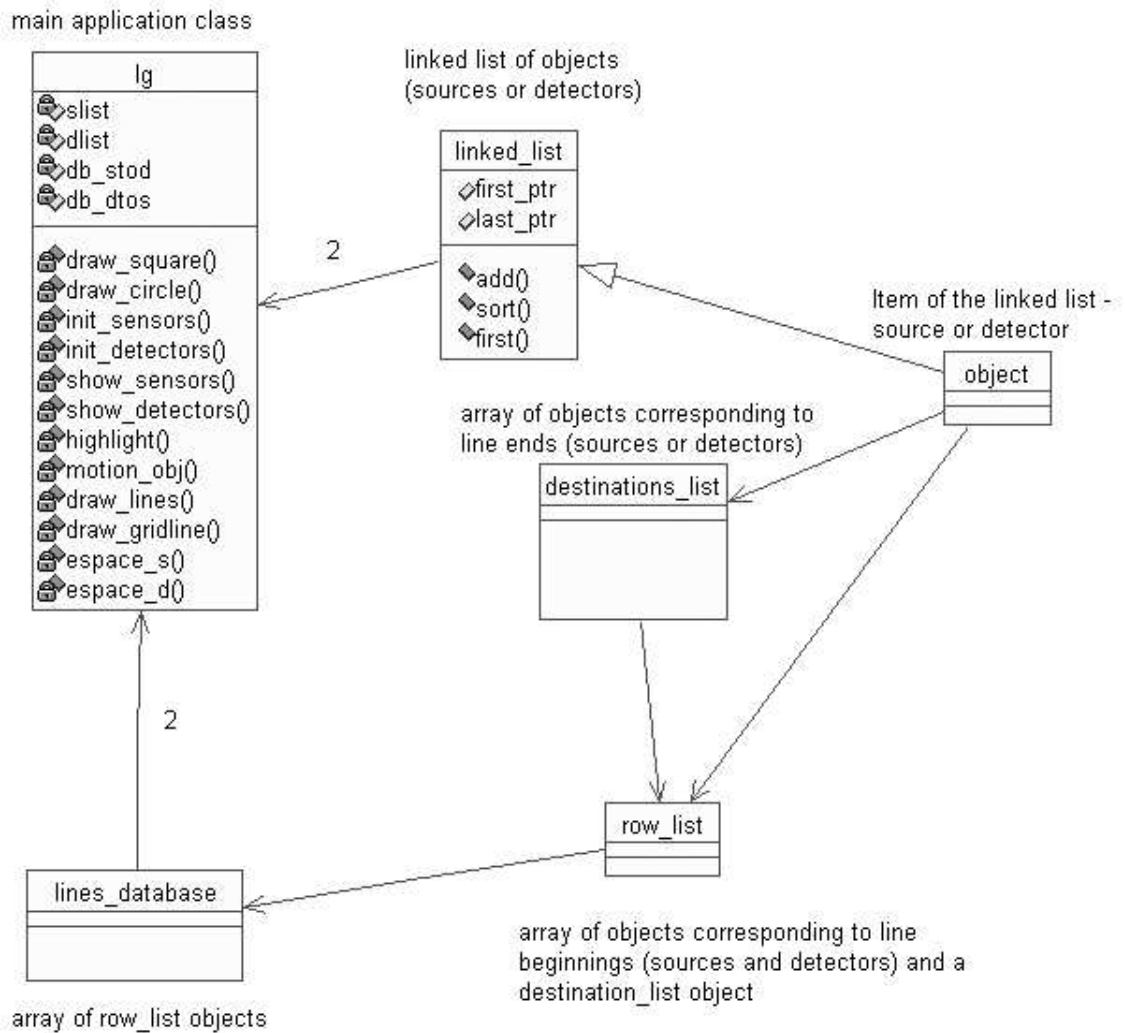 main application class
lg
slist
dlist
db_stod
db_dtos
draw_square()
draw_circle()
init_sensors()
init_detectors()
show_sensors()
show_detectors()
highlight()
motion_obj()
draw_lines()
draw_gridline()
espace_s()
espace_d()
2
linked list of objects
(sources or detectors)
linked_list
first_ptr
last_ptr
add()
sort()
first()
Item of the linked list -
source or detector
object
array of objects corresponding to
line ends (sources or detectors)
destinations_list
2
row_list
lines_database
array of objects corresponding to line
beginnings (sources and detectors) and a
destination_list object
array of row_list objects